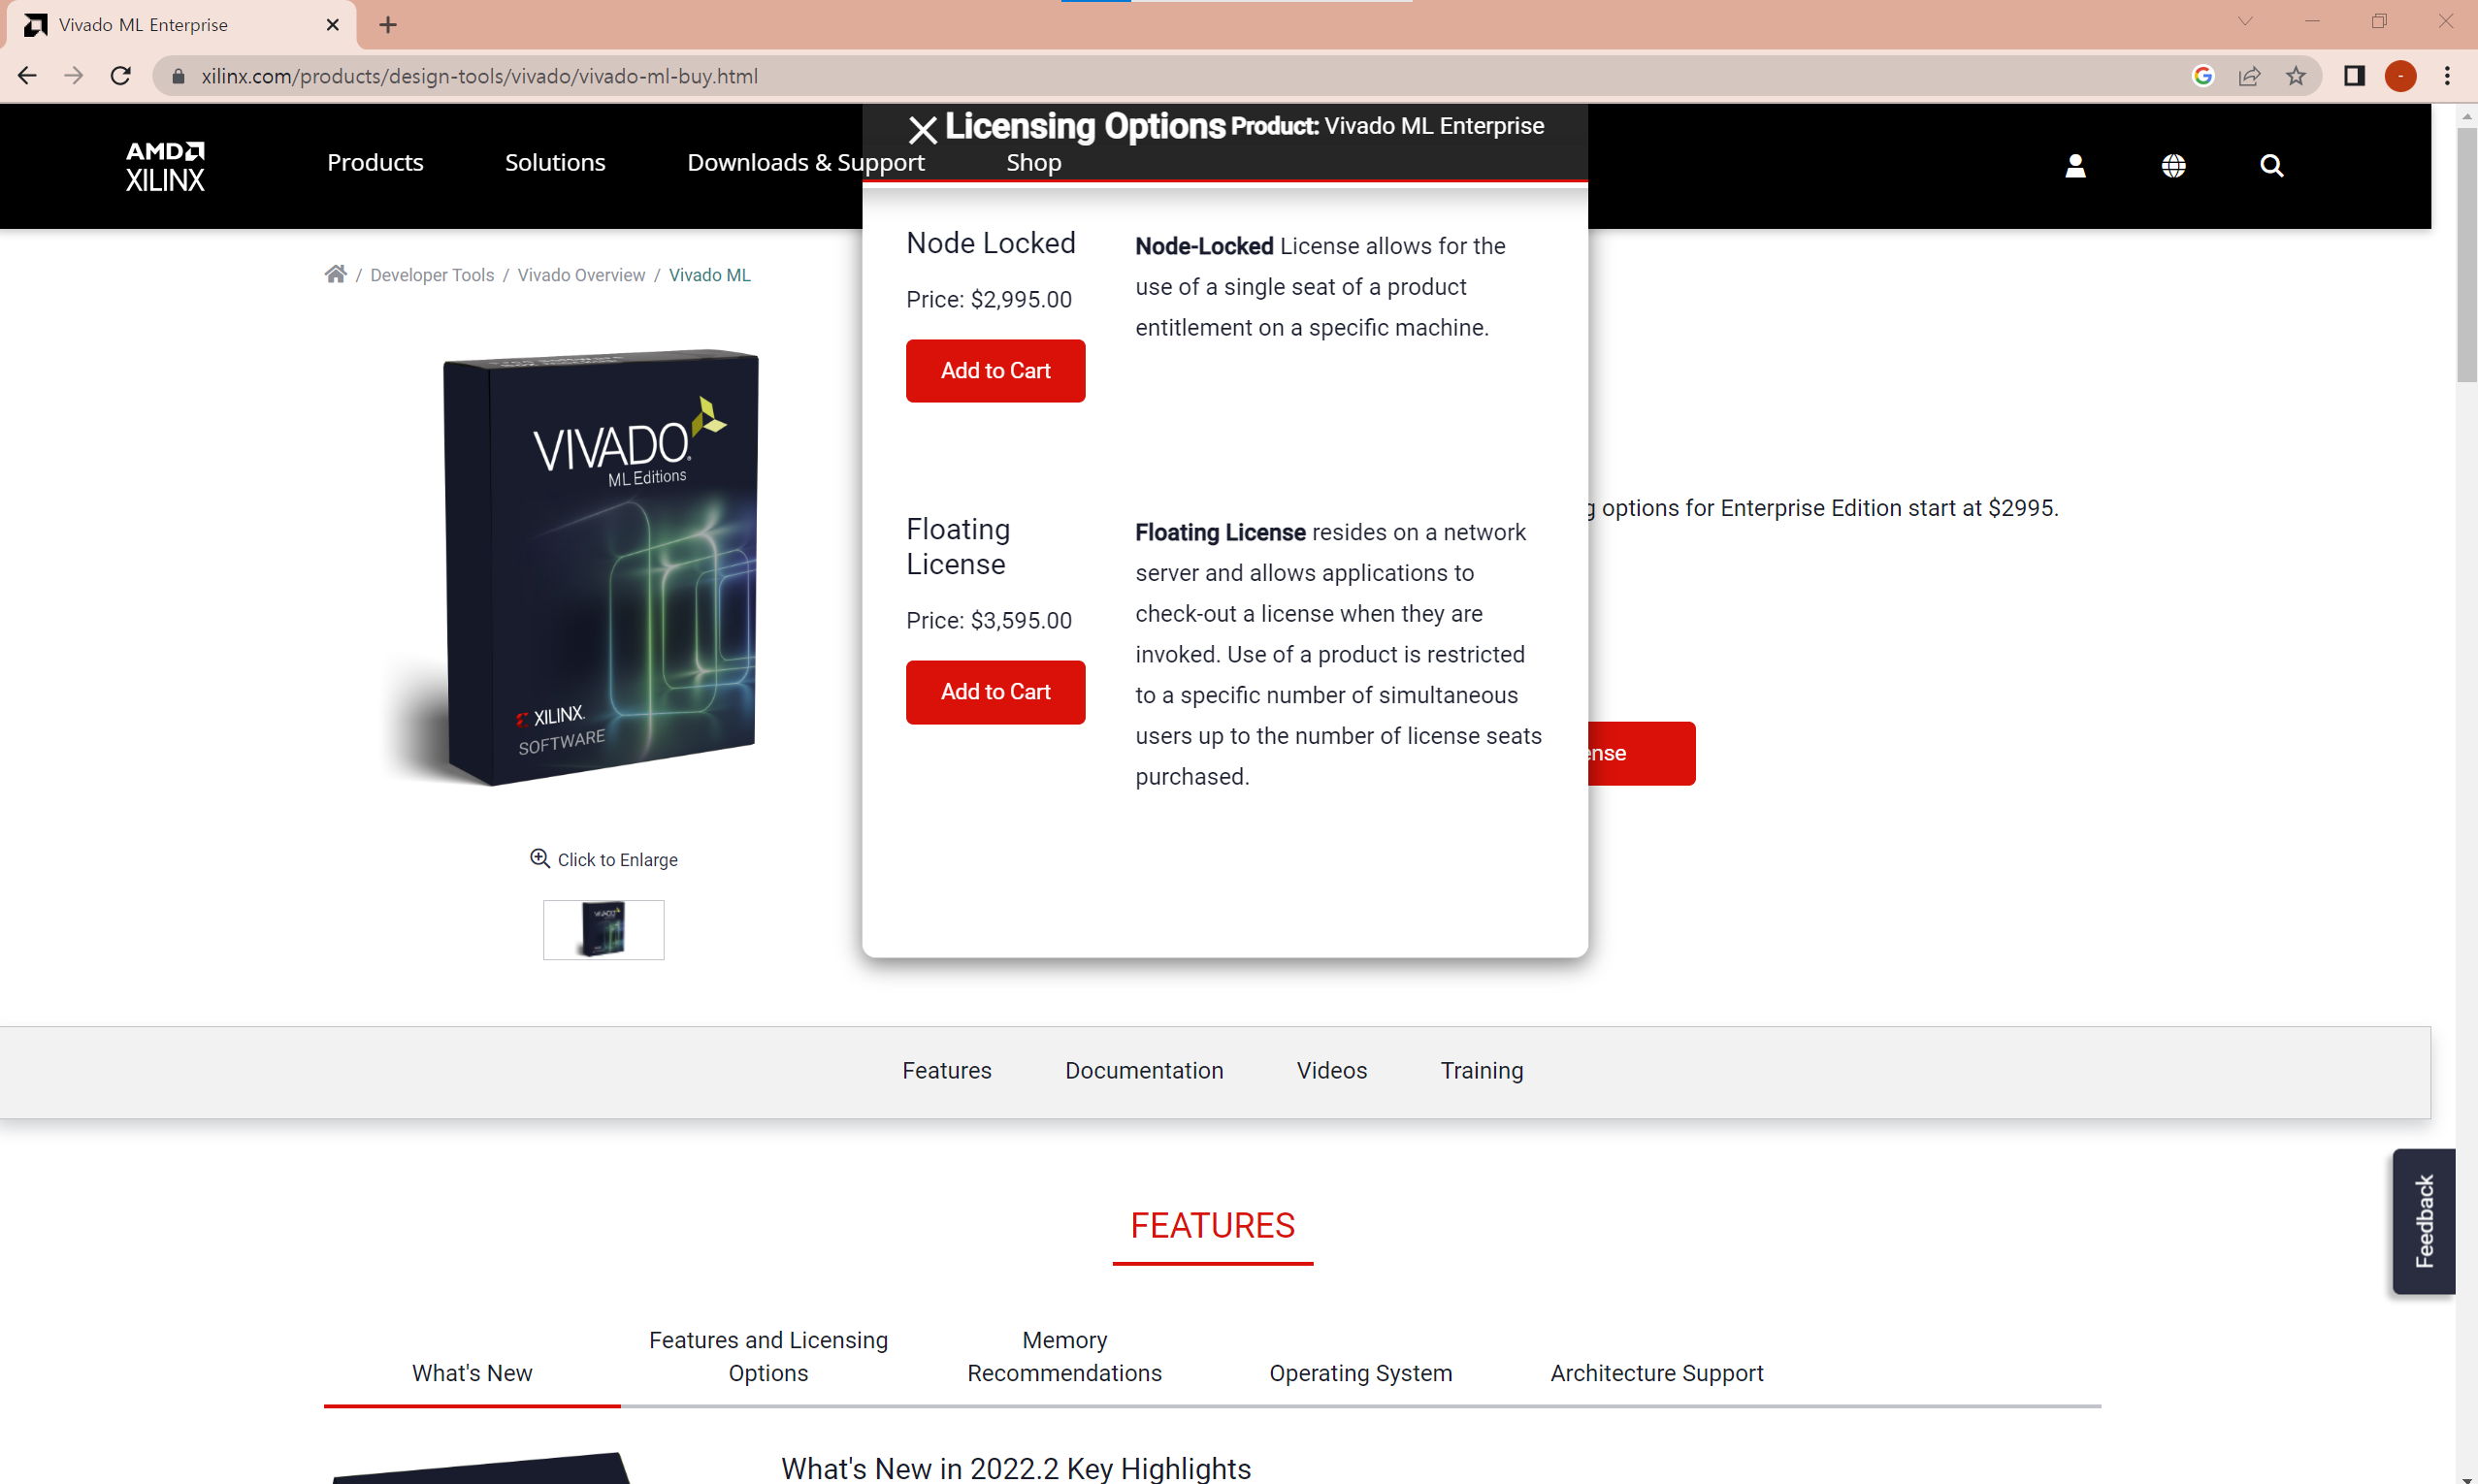 Vivado ML Enterprise
xilinx.com/products/design-tools/vivado/vivado-ml-buy.html
-
AMD
XILINX
Products
Solutions
Downloads & Support
Shop
Licensing Options Product: Vivado ML Enterprise
/ Developer Tools / Vivado Overview / Vivado ML
VIVADO.
ML Editions
XILINX.
SOFTWARE
Click to Enlarge
VIVADO
Node Locked
Price: $2,995.00
Add to Cart
Node-Locked License allows for the
use of a single seat of a product
entitlement on a specific machine.
Floating
License
Price: $3,595.00
Add to Cart
Floating License resides on a network
server and allows applications to
check-out a license when they are
invoked. Use of a product is restricted
to a specific number of simultaneous
users up to the number of license seats
purchased.
g options for Enterprise Edition start at $2995.
ense
Features
Documentation
Videos
Training
Feedback
FEATURES
What's New
Features and Licensing
Options
Memory
Recommendations
Operating System
Architecture Support
What's New in 2022.2 Key Highlights